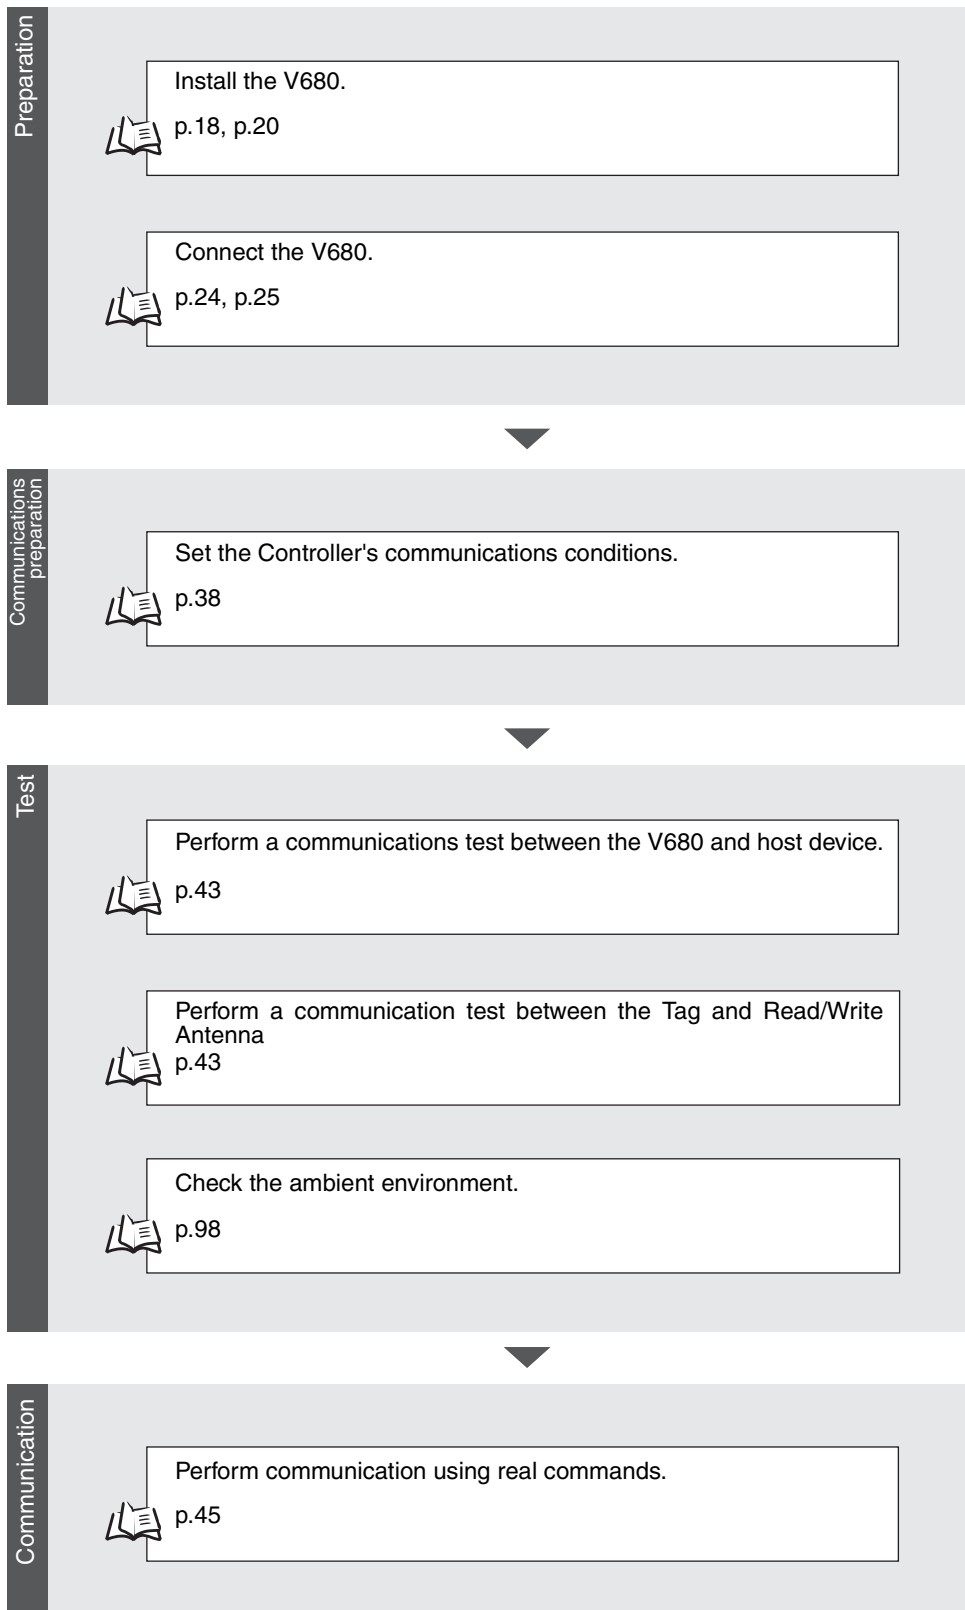 Preparation
Install the V680.
p.18, p.20
Connect the V680.
p.24, p.25
Communications
preparation
Set the Controller's communications conditions.
p.38
Test
Perform a communications test between the V680 and host device.
p.43
Perform a communication test between the Tag and Read/Write
Antenna
p.43
Check the ambient environment.
p.98
Communication
Perform communication using real commands.
p.45